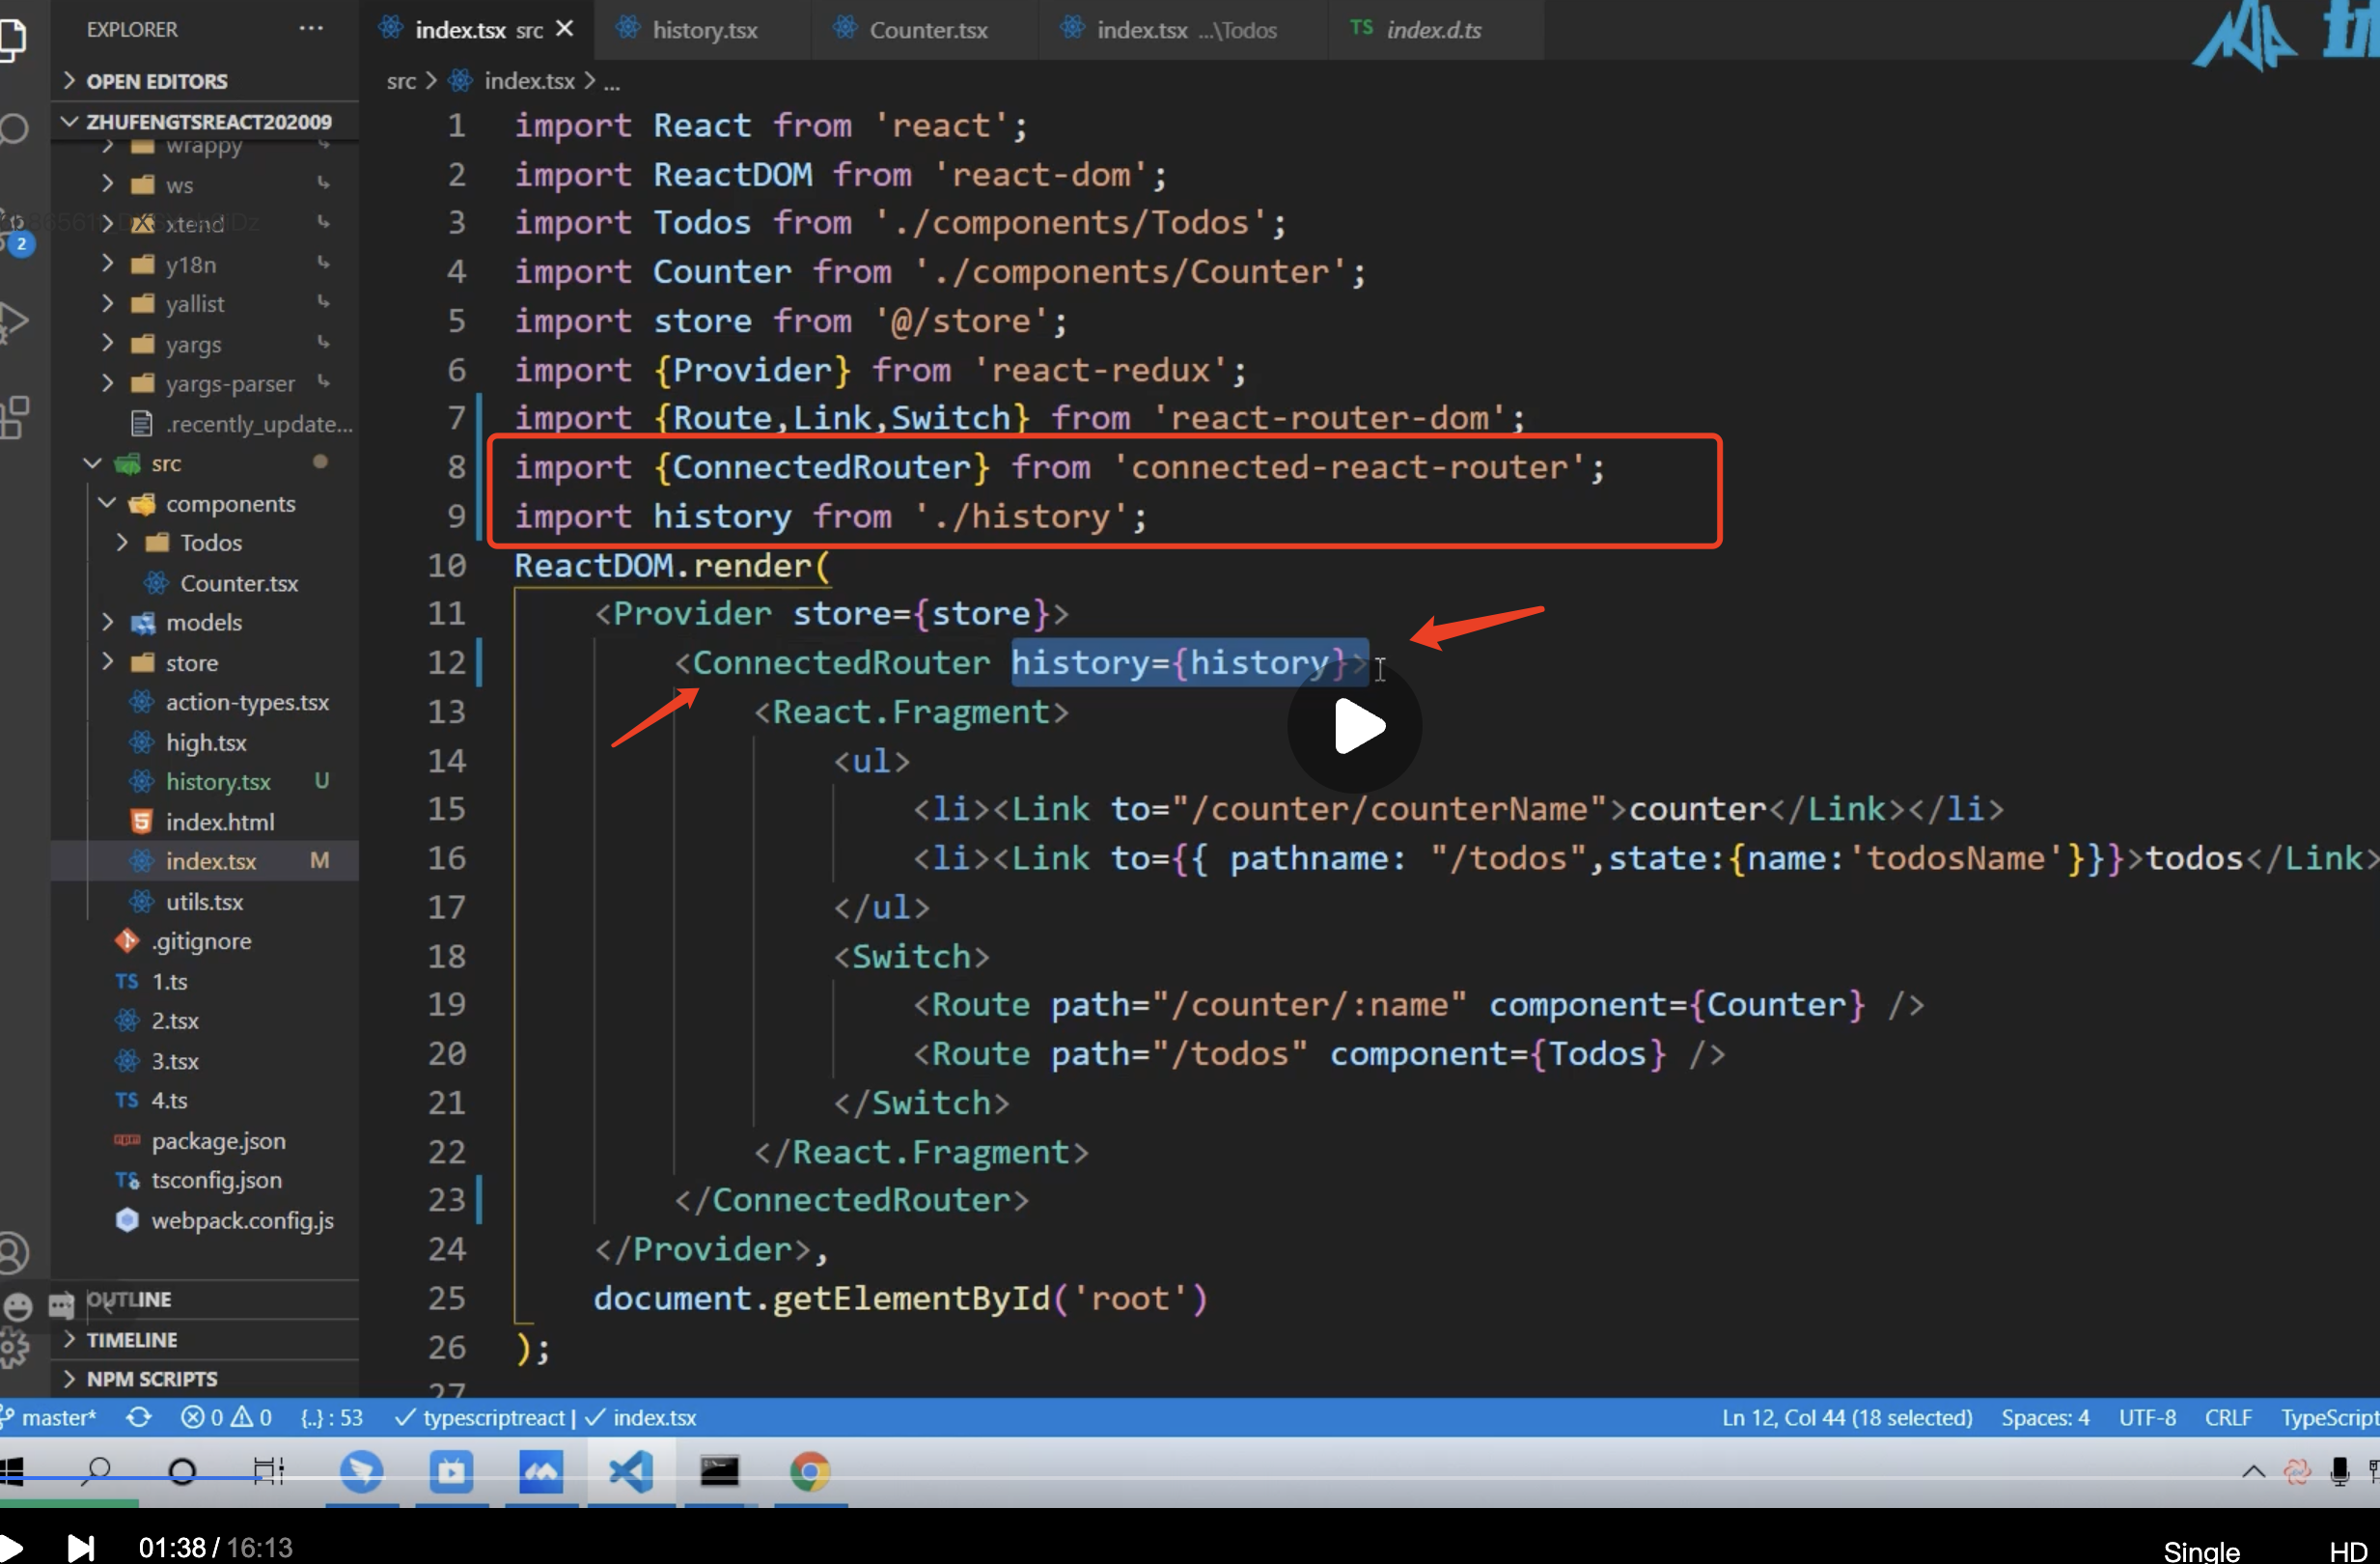 EXPLORER ...
index.tsx src
history.tsx
Counter.tsx
index.tsx ...\Todos
TS index.d.ts
OPEN EDITORS
src > index.tsx > ...
ZHUFENGTSREACT202009
wrappy
ws
xtend
y18n
yallist
yargs
yargs-parser
.recently_update...
src
components
Todos
Counter.tsx
models
store
action-types.tsx
high.tsx
history.tsx U
index.html
index.tsx M
utils.tsx
.gitignore
TS 1.ts
2.tsx
3.tsx
TS 4.ts
package.json
tsconfig.json
webpack.config.js
OUTLINE
TIMELINE
NPM SCRIPTS
2
1 import React from 'react';
2 import ReactDOM from 'react-dom';
3 import Todos from './components/Todos';
4 import Counter from './components/Counter';
5 import store from '@/store';
6 import {Provider} from 'react-redux';
7 import {Route,Link,Switch} from 'react-router-dom';
8 import {ConnectedRouter} from 'connected-react-router';
9 import history from './history';
10 ReactDOM.render(
11 <Provider store={store}>
12 <ConnectedRouter history={history}>
13 <React.Fragment>
14 <ul>
15 <li><Link to="/counter/counterName">counter</Link></li>
16 <li><Link to={{ pathname: "/todos",state:{name:'todosName'}}}>todos</Link>
17 </ul>
18 <Switch>
19 <Route path="/counter/:name" component={Counter} />
20 <Route path="/todos" component={Todos} />
21 </Switch>
22 </React.Fragment>
23 </ConnectedRouter>
24 </Provider>,
25 document.getElementById('root')
26 );
27
master* 0 0 {..} : 53 typescriptreact | index.tsx
Ln 12, Col 44 (18 selected) Spaces: 4 UTF-8 CRLF TypeScript
01:38 / 16:13
Single HD